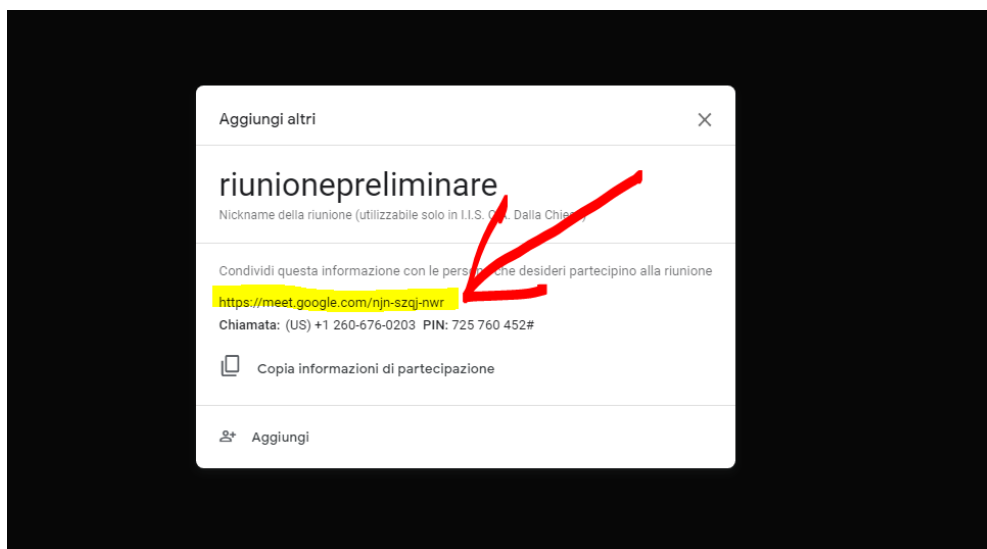 Aggiungi altri
riunionepreliminare
Nickname della riunione (utilizzabile solo in I.I.S. Dalla
Condividi questa informazione con le che desideri partecipino alla riunione
https://meet.google.com/njn-szqj-nwr
Chiamata: (US) +1 260-676-0203 PIN: 725 760 452#
Copia informazioni di partecipazione
Aggiungi